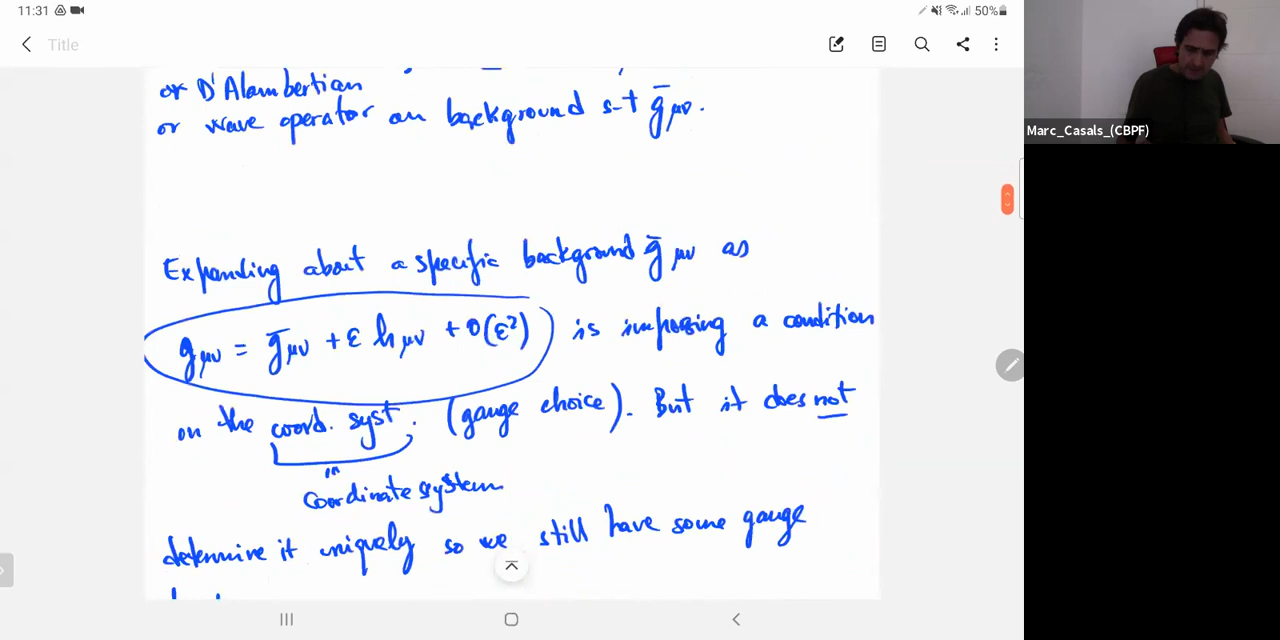 11:31
50%
Title
or D'Alambertian
or wave operator on background s-t ḡμν.
Marc_Casals_(CBPF)
Expanding about a specific background ḡμν as
gμν = ḡμν + ε hμν + O(ε²) is imposing a condition
on the coord. syst. (gauge choice). But it does not
coordinate system
determine it uniquely so we still have some gauge